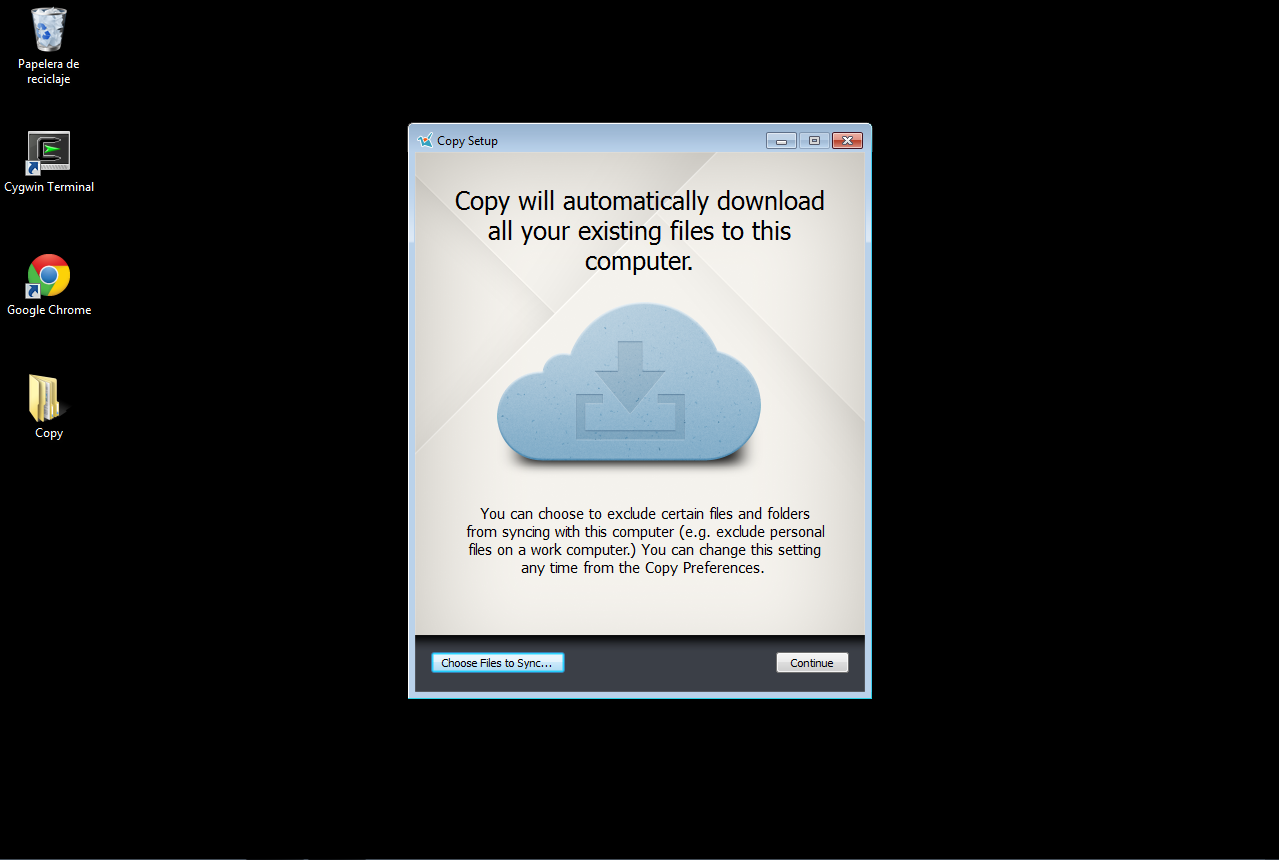 Papelera de
reciclaje
Cygwin Terminal
Google Chrome
Copy
Copy Setup
Copy will automatically download
all your existing files to this
computer.
You can choose to exclude certain files and folders
from syncing with this computer (e.g. exclude personal
files on a work computer.) You can change this setting
any time from the Copy Preferences.
Choose Files to Sync...
Continue